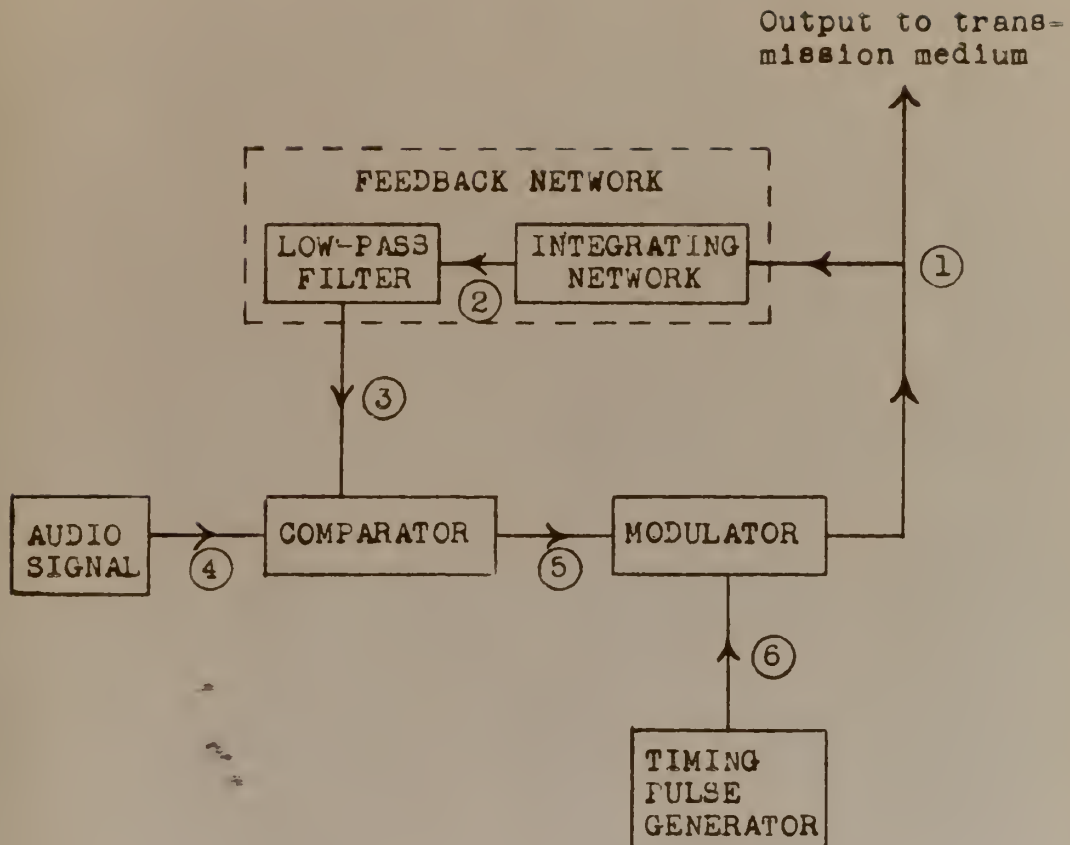 Output to trans=
mission medium
FEEDBACK NETWORK
LOW-PASS
FILTER
INTEGRATING
NETWORK
1
2
3
AUDIO
SIGNAL
COMPARATOR
MODULATOR
4
5
6
TIMING
PULSE
GENERATOR